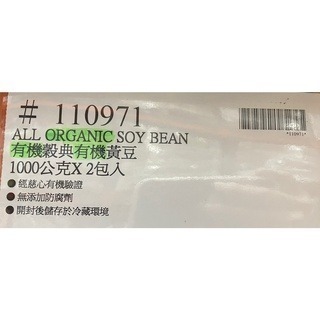 # 110971
*110971*
ALL ORGANIC SOY BEAN
有機穀典有機黃豆
1000公克X 2包入
●經慈心有機驗證
●無添加防腐劑
●開封後儲存於冷藏環境